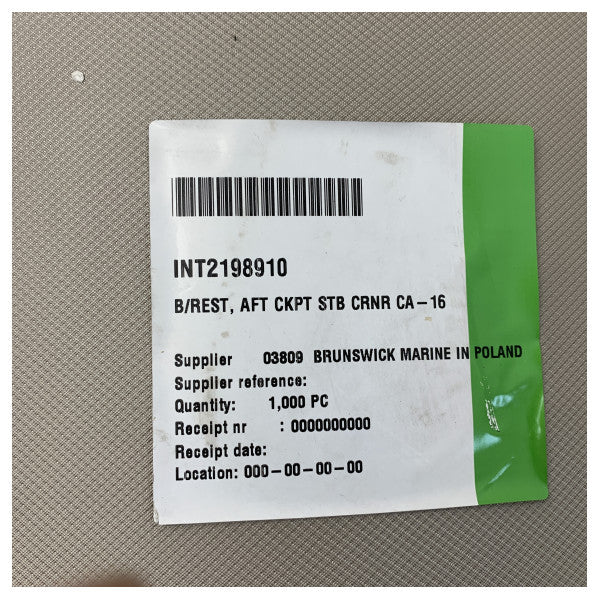 INT2198910
B/REST, AFT CKPT STB CRNR CA-16
Supplier 03809 BRUNSWICK MARINE IN POLAND
Supplier reference:
Quantity: 1,000 PC
Receipt nr : 0000000000
Receipt date:
Location: 000-00-00-00